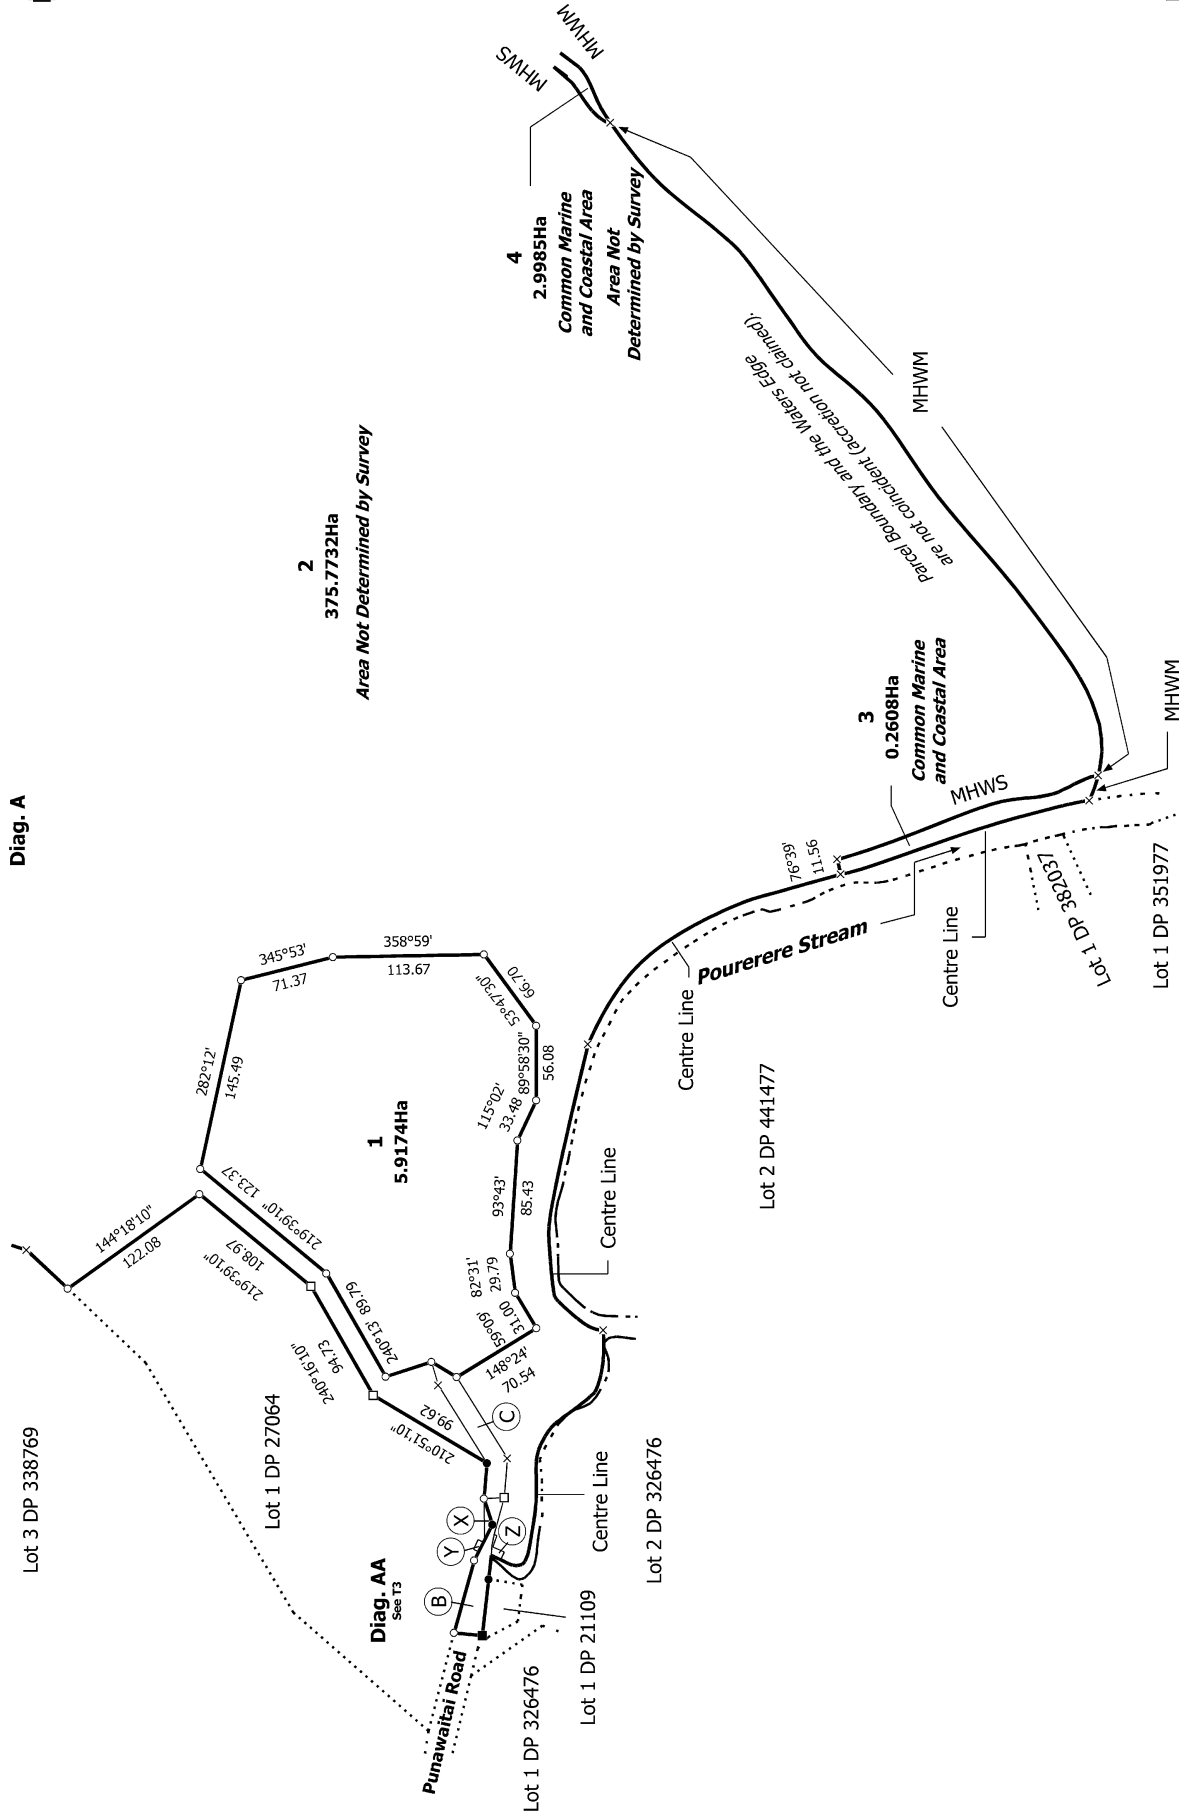 Diag. A
MHWS
MHWM
4
2.9985Ha
Common Marine
and Coastal Area
Area Not
Determined by Survey
2
375.7732Ha
Area Not Determined by Survey
Parcel Boundary and the Waters Edge
are not coincident (accretion not claimed).
MHWM
3
0.2608Ha
Common Marine
and Coastal Area
MHWS
MHWM
76°39'
11.56
Pourerere Stream
Centre Line
Centre Line
Lot 1 DP 382037
Lot 1 DP 351977
Lot 2 DP 441477
Centre Line
345°53'
71.37
358°59'
113.67
282°12'
145.49
53°47'30"
66.70
89°58'30"
56.08
115°02'
33.48
1
5.9174Ha
93°43'
85.43
82°31'
29.79
59°09'
31.00
148°24'
70.54
219°39'10" 123.37
240°13' 89.79
144°18'10"
122.08
219°39'10"
108.97
240°16'10"
94.73
210°51'10"
99.62
C
X
Y
Z
B
Lot 3 DP 338769
Lot 1 DP 27064
Diag. AA
See T3
Punawaitai Road
Centre Line
Lot 2 DP 326476
Lot 1 DP 21109
Lot 1 DP 326476